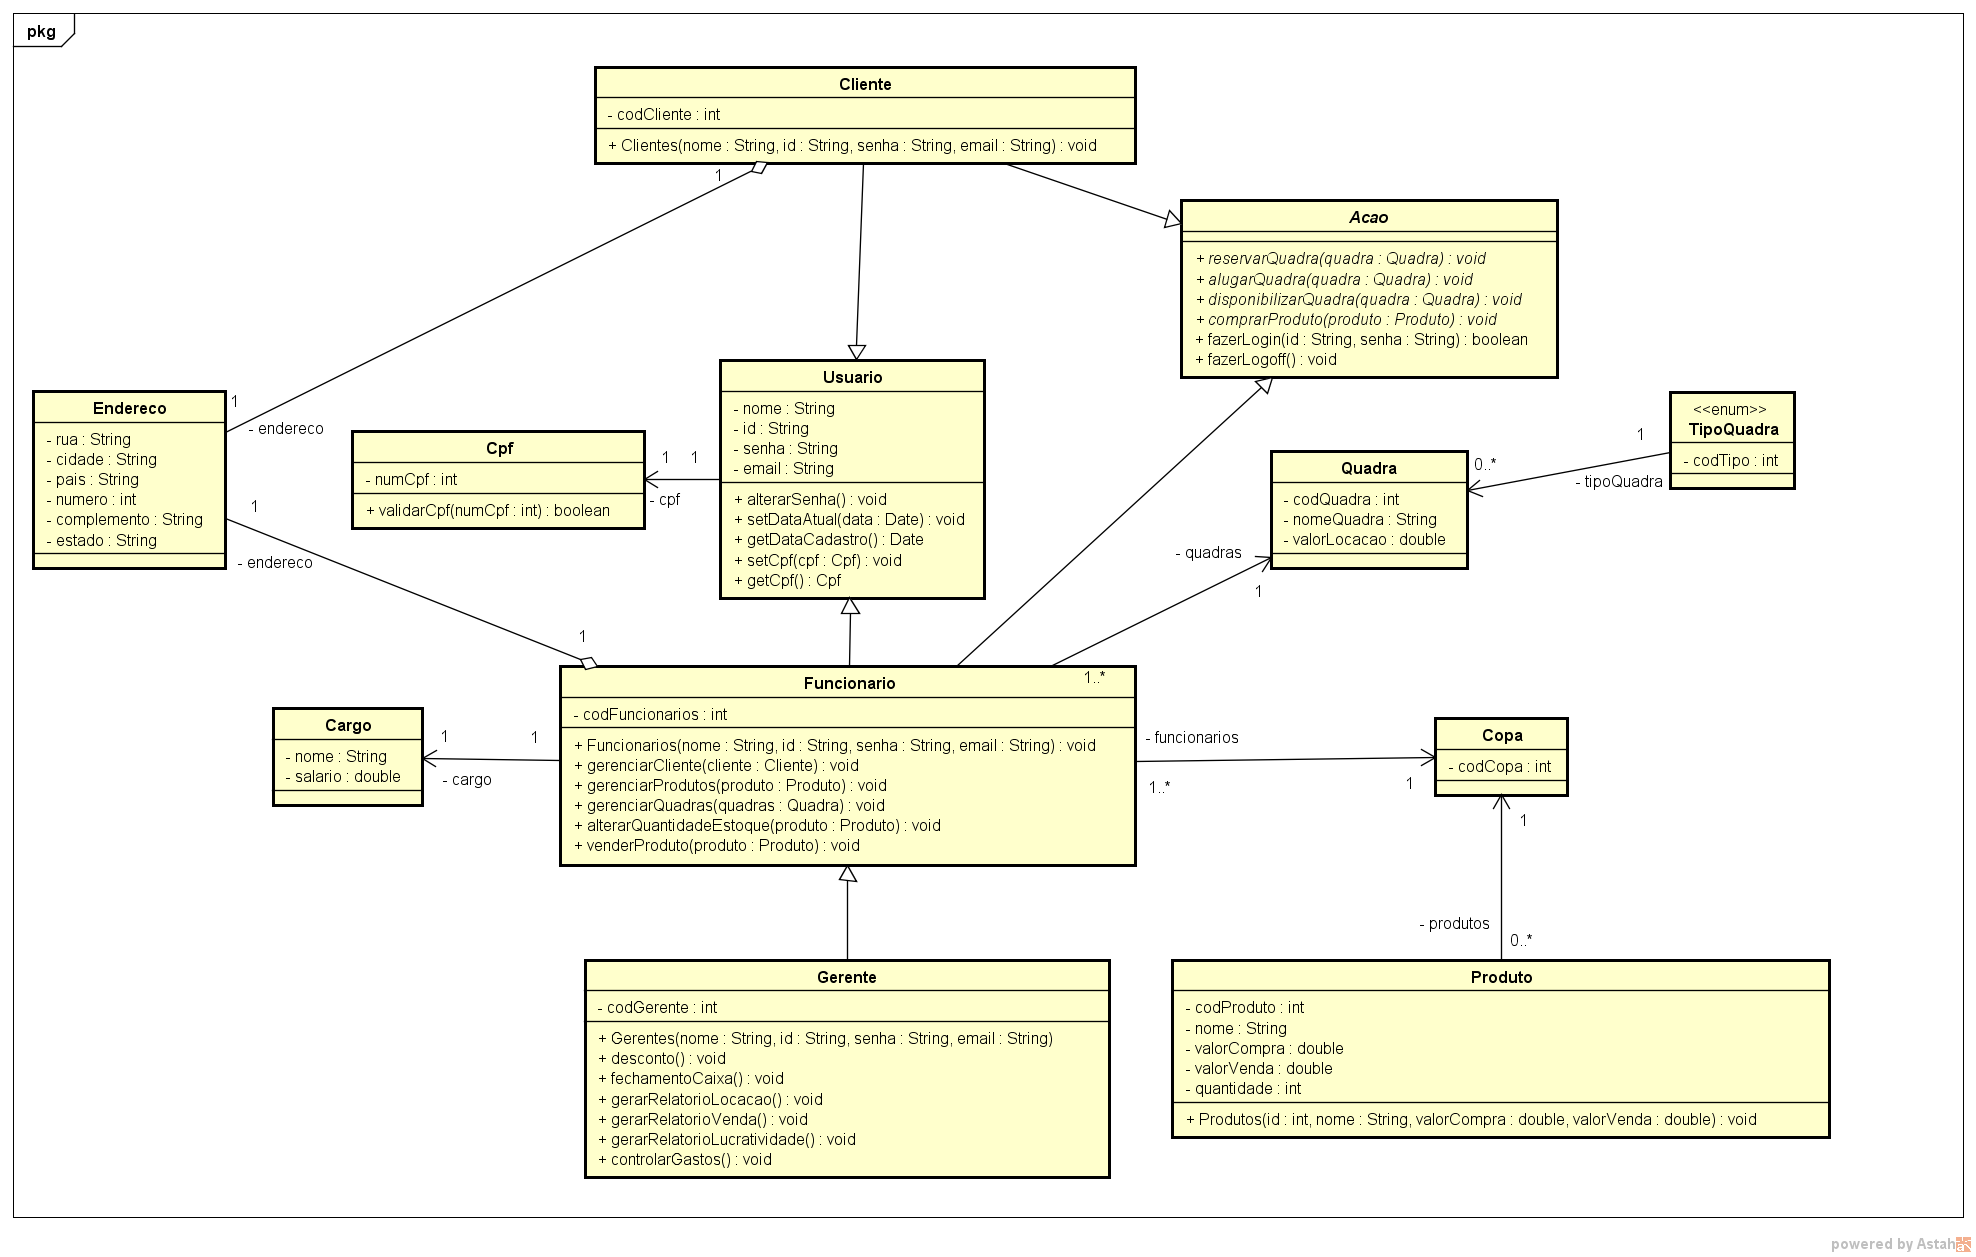 pkg
Cliente
- codCliente : int
+ Clientes(nome : String, id : String, senha : String, email : String) : void
1
1
- endereco
Acao
+ reservarQuadra(quadra : Quadra) : void
+ alugarQuadra(quadra : Quadra) : void
+ disponibilizarQuadra(quadra : Quadra) : void
+ comprarProduto(produto : Produto) : void
+ fazerLogin(id : String, senha : String) : boolean
+ fazerLogoff() : void
Usuario
- nome : String
- id : String
- senha : String
- email : String
+ alterarSenha() : void
+ setDataAtual(data : Date) : void
+ getDataCadastro() : Date
+ setCpf(cpf : Cpf) : void
+ getCpf() : Cpf
Endereco
- rua : String
- cidade : String
- pais : String
- numero : int
- complemento : String
- estado : String
1
- endereco
1
Cpf
- numCpf : int
+ validarCpf(numCpf : int) : boolean
1
1
- cpf
<<enum>>
TipoQuadra
- codTipo : int
1
- tipoQuadra
0..*
Quadra
- codQuadra : int
- nomeQuadra : String
- valorLocacao : double
- quadras
1
1..*
Funcionario
- codFuncionarios : int
+ Funcionarios(nome : String, id : String, senha : String, email : String) : void
+ gerenciarCliente(cliente : Cliente) : void
+ gerenciarProdutos(produto : Produto) : void
+ gerenciarQuadras(quadras : Quadra) : void
+ alterarQuantidadeEstoque(produto : Produto) : void
+ venderProduto(produto : Produto) : void
Cargo
- nome : String
- salario : double
1
1
- cargo
- funcionarios
1..*
1
Copa
- codCopa : int
1
- produtos
0..*
Gerente
- codGerente : int
+ Gerentes(nome : String, id : String, senha : String, email : String)
+ desconto() : void
+ fechamentoCaixa() : void
+ gerarRelatorioLocacao() : void
+ gerarRelatorioVenda() : void
+ gerarRelatorioLucratividade() : void
+ controlarGastos() : void
Produto
- codProduto : int
- nome : String
- valorCompra : double
- valorVenda : double
- quantidade : int
+ Produtos(id : int, nome : String, valorCompra : double, valorVenda : double) : void
powered by Astah